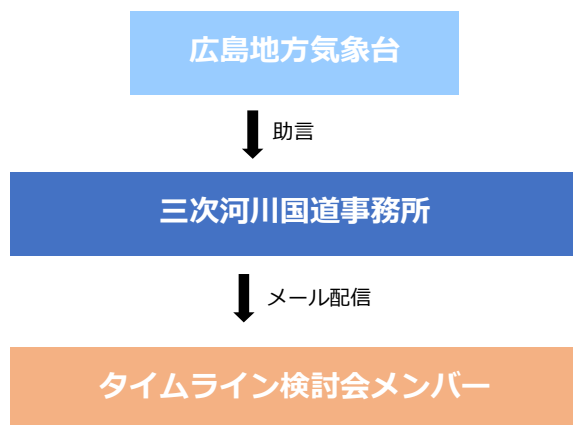 広島地方気象台
助言
三次河川国道事務所
メール配信
タイムライン検討会メンバー